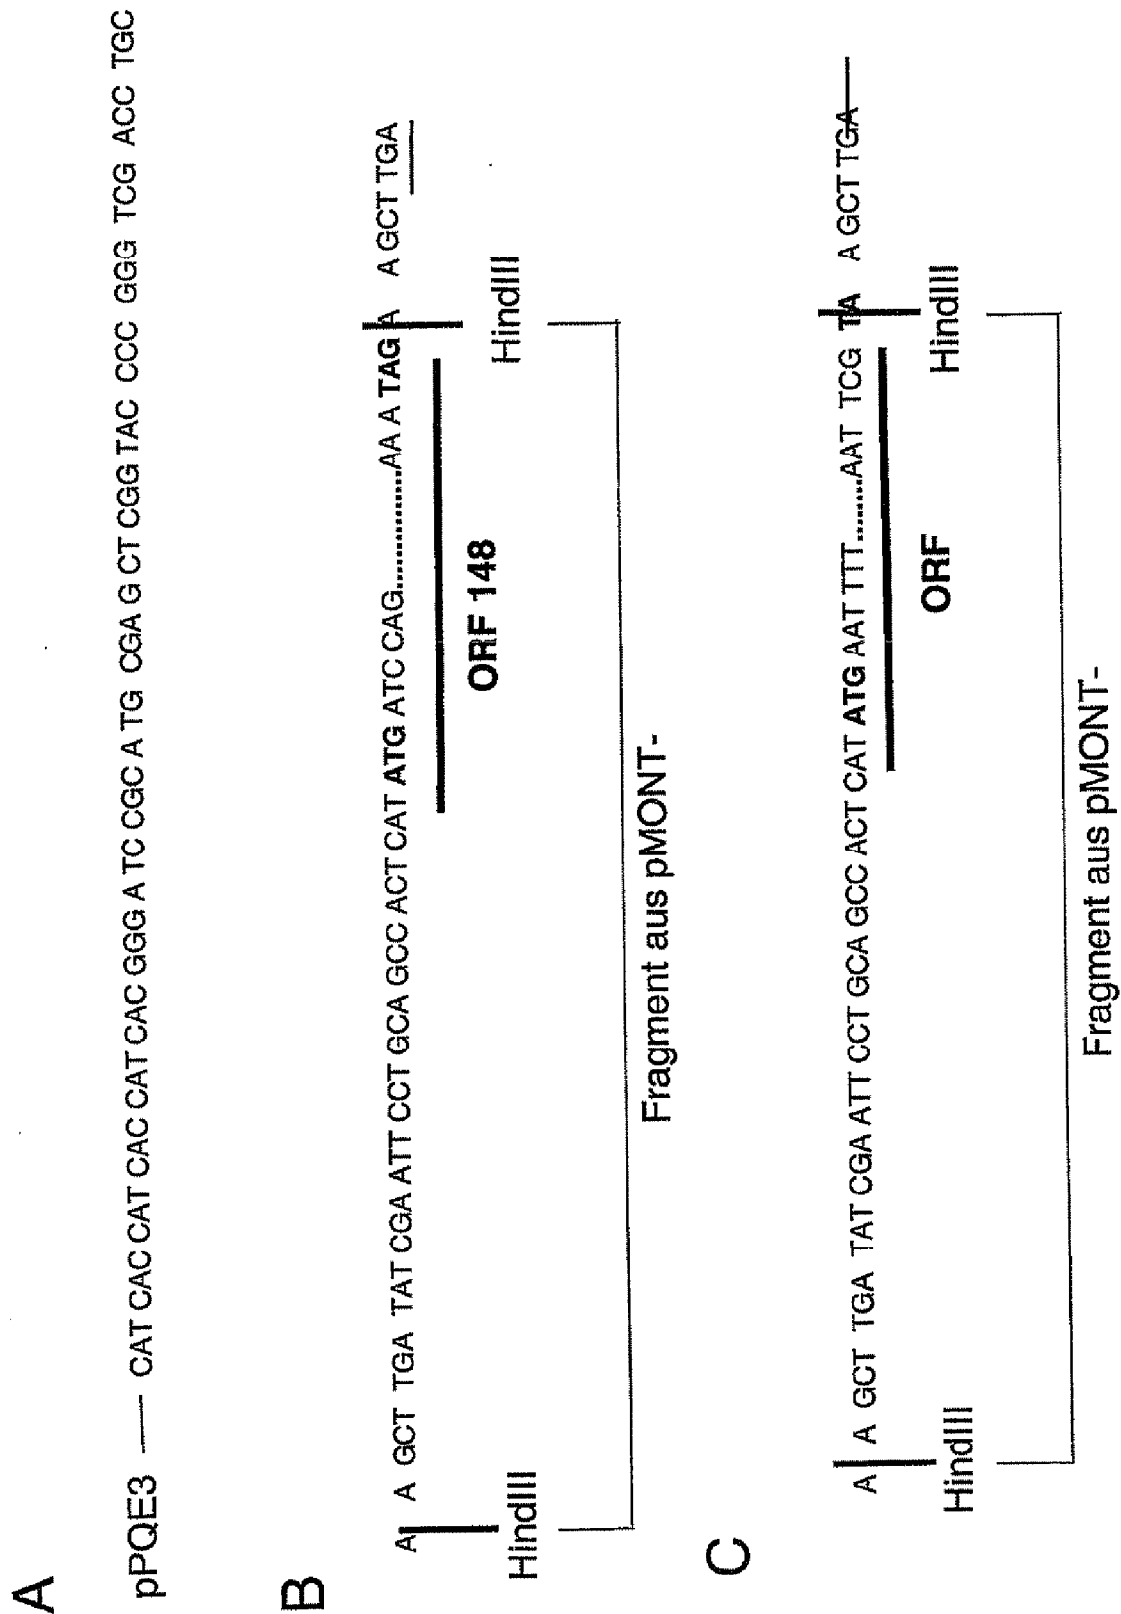 A
pPQE3 — CAT CAC CAT CAC CAT CAC GGG A TC CGC A TG CGA G CT CGG TAC CCC GGG TCG ACC TGC
B
A A GCT TGA TAT CGA ATT CCT GCA GCC ACT CAT ATG ATC CAG..............AA A TAG A A GCT TGA
HindIII
ORF 148
HindIII
Fragment aus pMONT-
C
A A GCT TGA TAT CGA ATT CCT GCA GCC ACT CAT ATG AAT TTT........AAT TCG TA A GCT TGA —
HindIII
ORF
HindIII
Fragment aus pMONT-